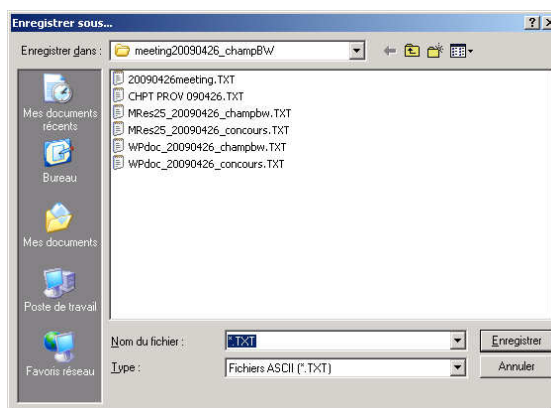 Enregistrer sous...
Enregistrer dans :
meeting20090426_champBW
Mes documents
récents
Bureau
Mes documents
Poste de travail
Favoris réseau
20090426meeting.TXT
CHPT PROV 090426.TXT
MRes25_20090426_champbw.TXT
MRes25_20090426_concours.TXT
WPdoc_20090426_champbw.TXT
WPdoc_20090426_concours.TXT
Nom du fichier :
*.TXT
Enregistrer
Type :
Fichiers ASCII (*.TXT)
Annuler